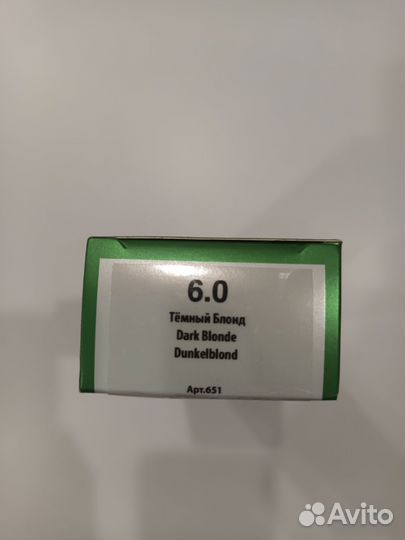 6.0
Тёмный Блонд
Dark Blonde
Dunkelblond
Арт.651
Avito